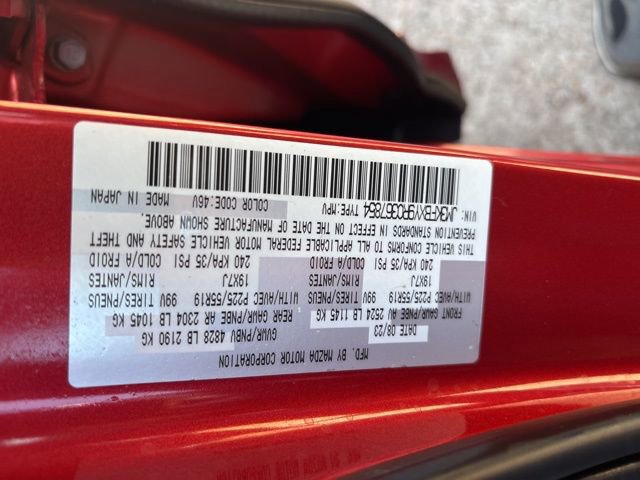 MFD. BY MAZDA MOTOR CORPORATION
DATE 08/23 GVWR/PNBV 4828 LB 2190 KG
FRONT GAWR/PNBE AV 2524 LB 1145 KG REAR GAWR/PNBE AR 2304 LB 1045 KG
WITH/AVEC P225/55R19 99V TIRES/PNEUS WITH/AVEC P225/55R19 99V TIRES/PNEUS
19X7J RIMS/JANTES 19X7J RIMS/JANTES
240 KPA/35 PSI COLD/A FROID 240 KPA/35 PSI COLD/A FROID
THIS VEHICLE CONFORMS TO ALL APPLICABLE FEDERAL MOTOR VEHICLE SAFETY AND THEFT
PREVENTION STANDARDS IN EFFECT ON THE DATE OF MANUFACTURE SHOWN ABOVE.
VIN: JM3KFBXY9R0367854 TYPE:MPV COLOR CODE:46V MADE IN JAPAN